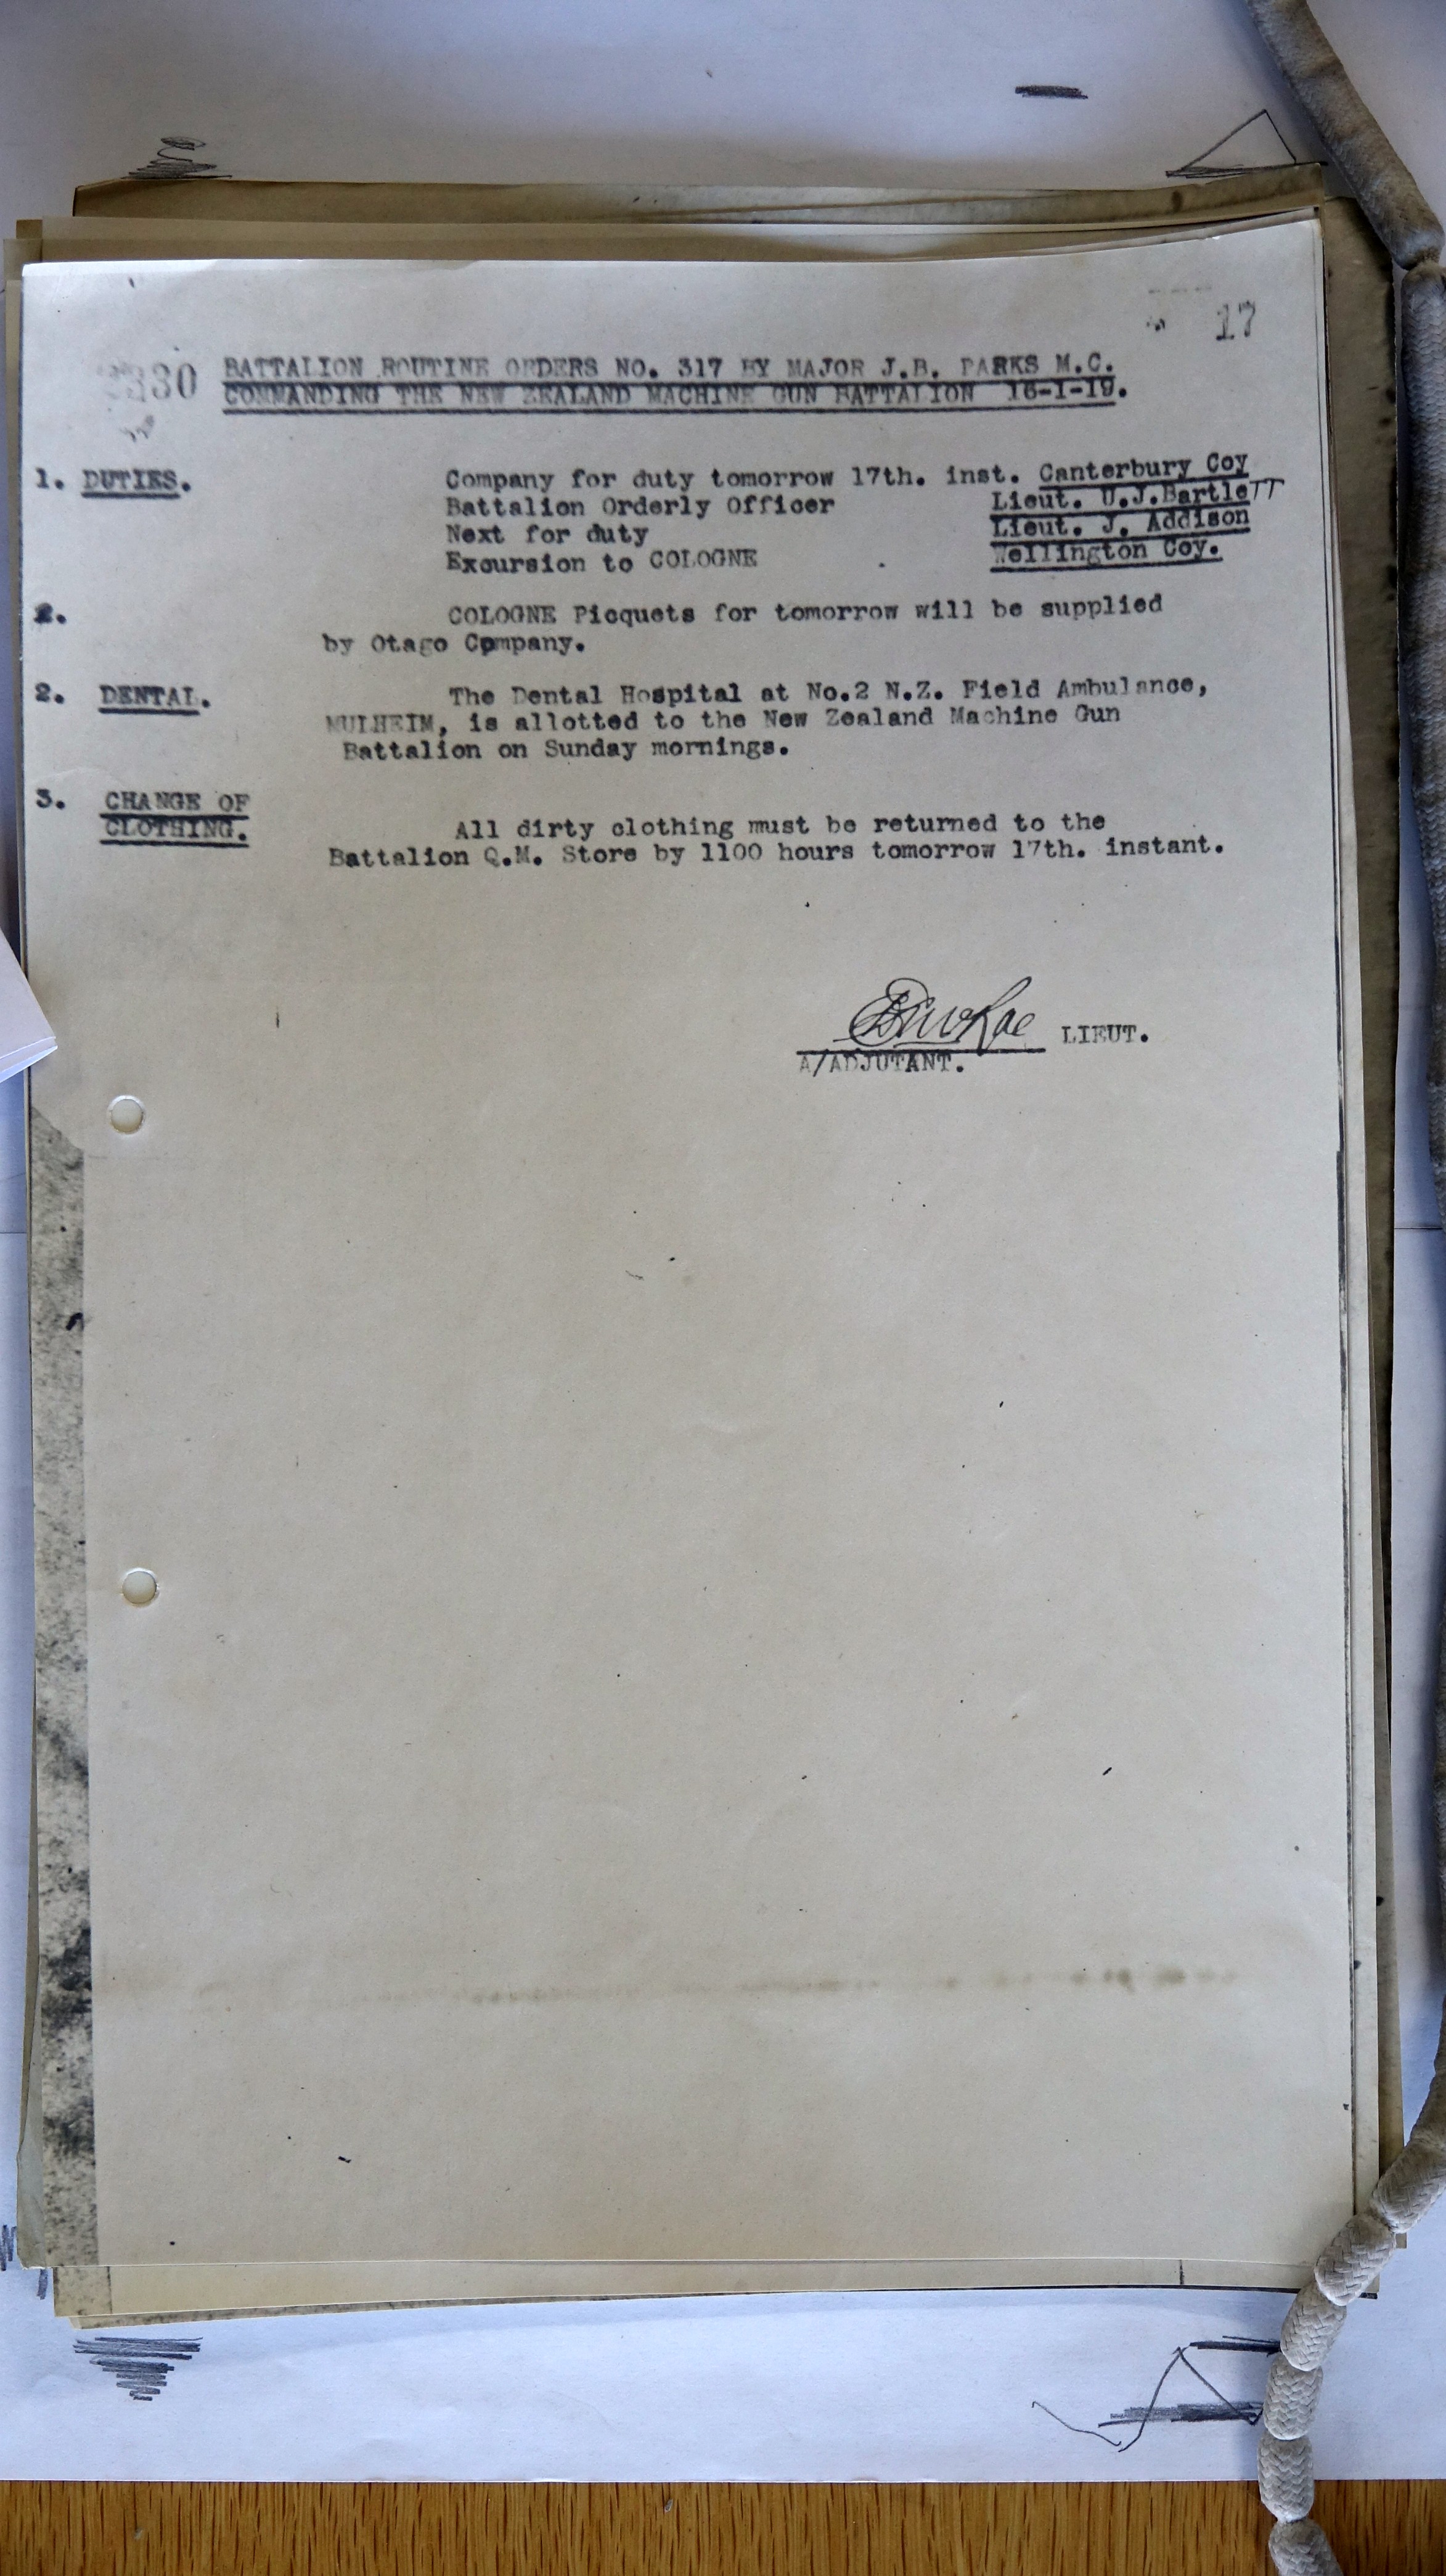 17
330 BATTALION ROUTINE ORDERS NO. 317 BY MAJOR J.B. PARKS M.C.
COMMANDING THE NEW ZEALAND MACHINE GUN BATTALION 16-1-19.
1. DUTIES. Company for duty tomorrow 17th. inst. Canterbury Coy
Battalion Orderly Officer Lieut. U.J.BartleTT
Next for duty Lieut. J. Addison
Excursion to COLOGNE Wellington Coy.
2. COLOGNE Picquets for tomorrow will be supplied
by Otago Company.
2. DENTAL. The Dental Hospital at No.2 N.Z. Field Ambulance,
MULHEIM, is allotted to the New Zealand Machine Gun
Battalion on Sunday mornings.
3. CHANGE OF
CLOTHING. All dirty clothing must be returned to the
Battalion Q.M. Store by 1100 hours tomorrow 17th. instant.
LIEUT.
A/ADJUTANT.